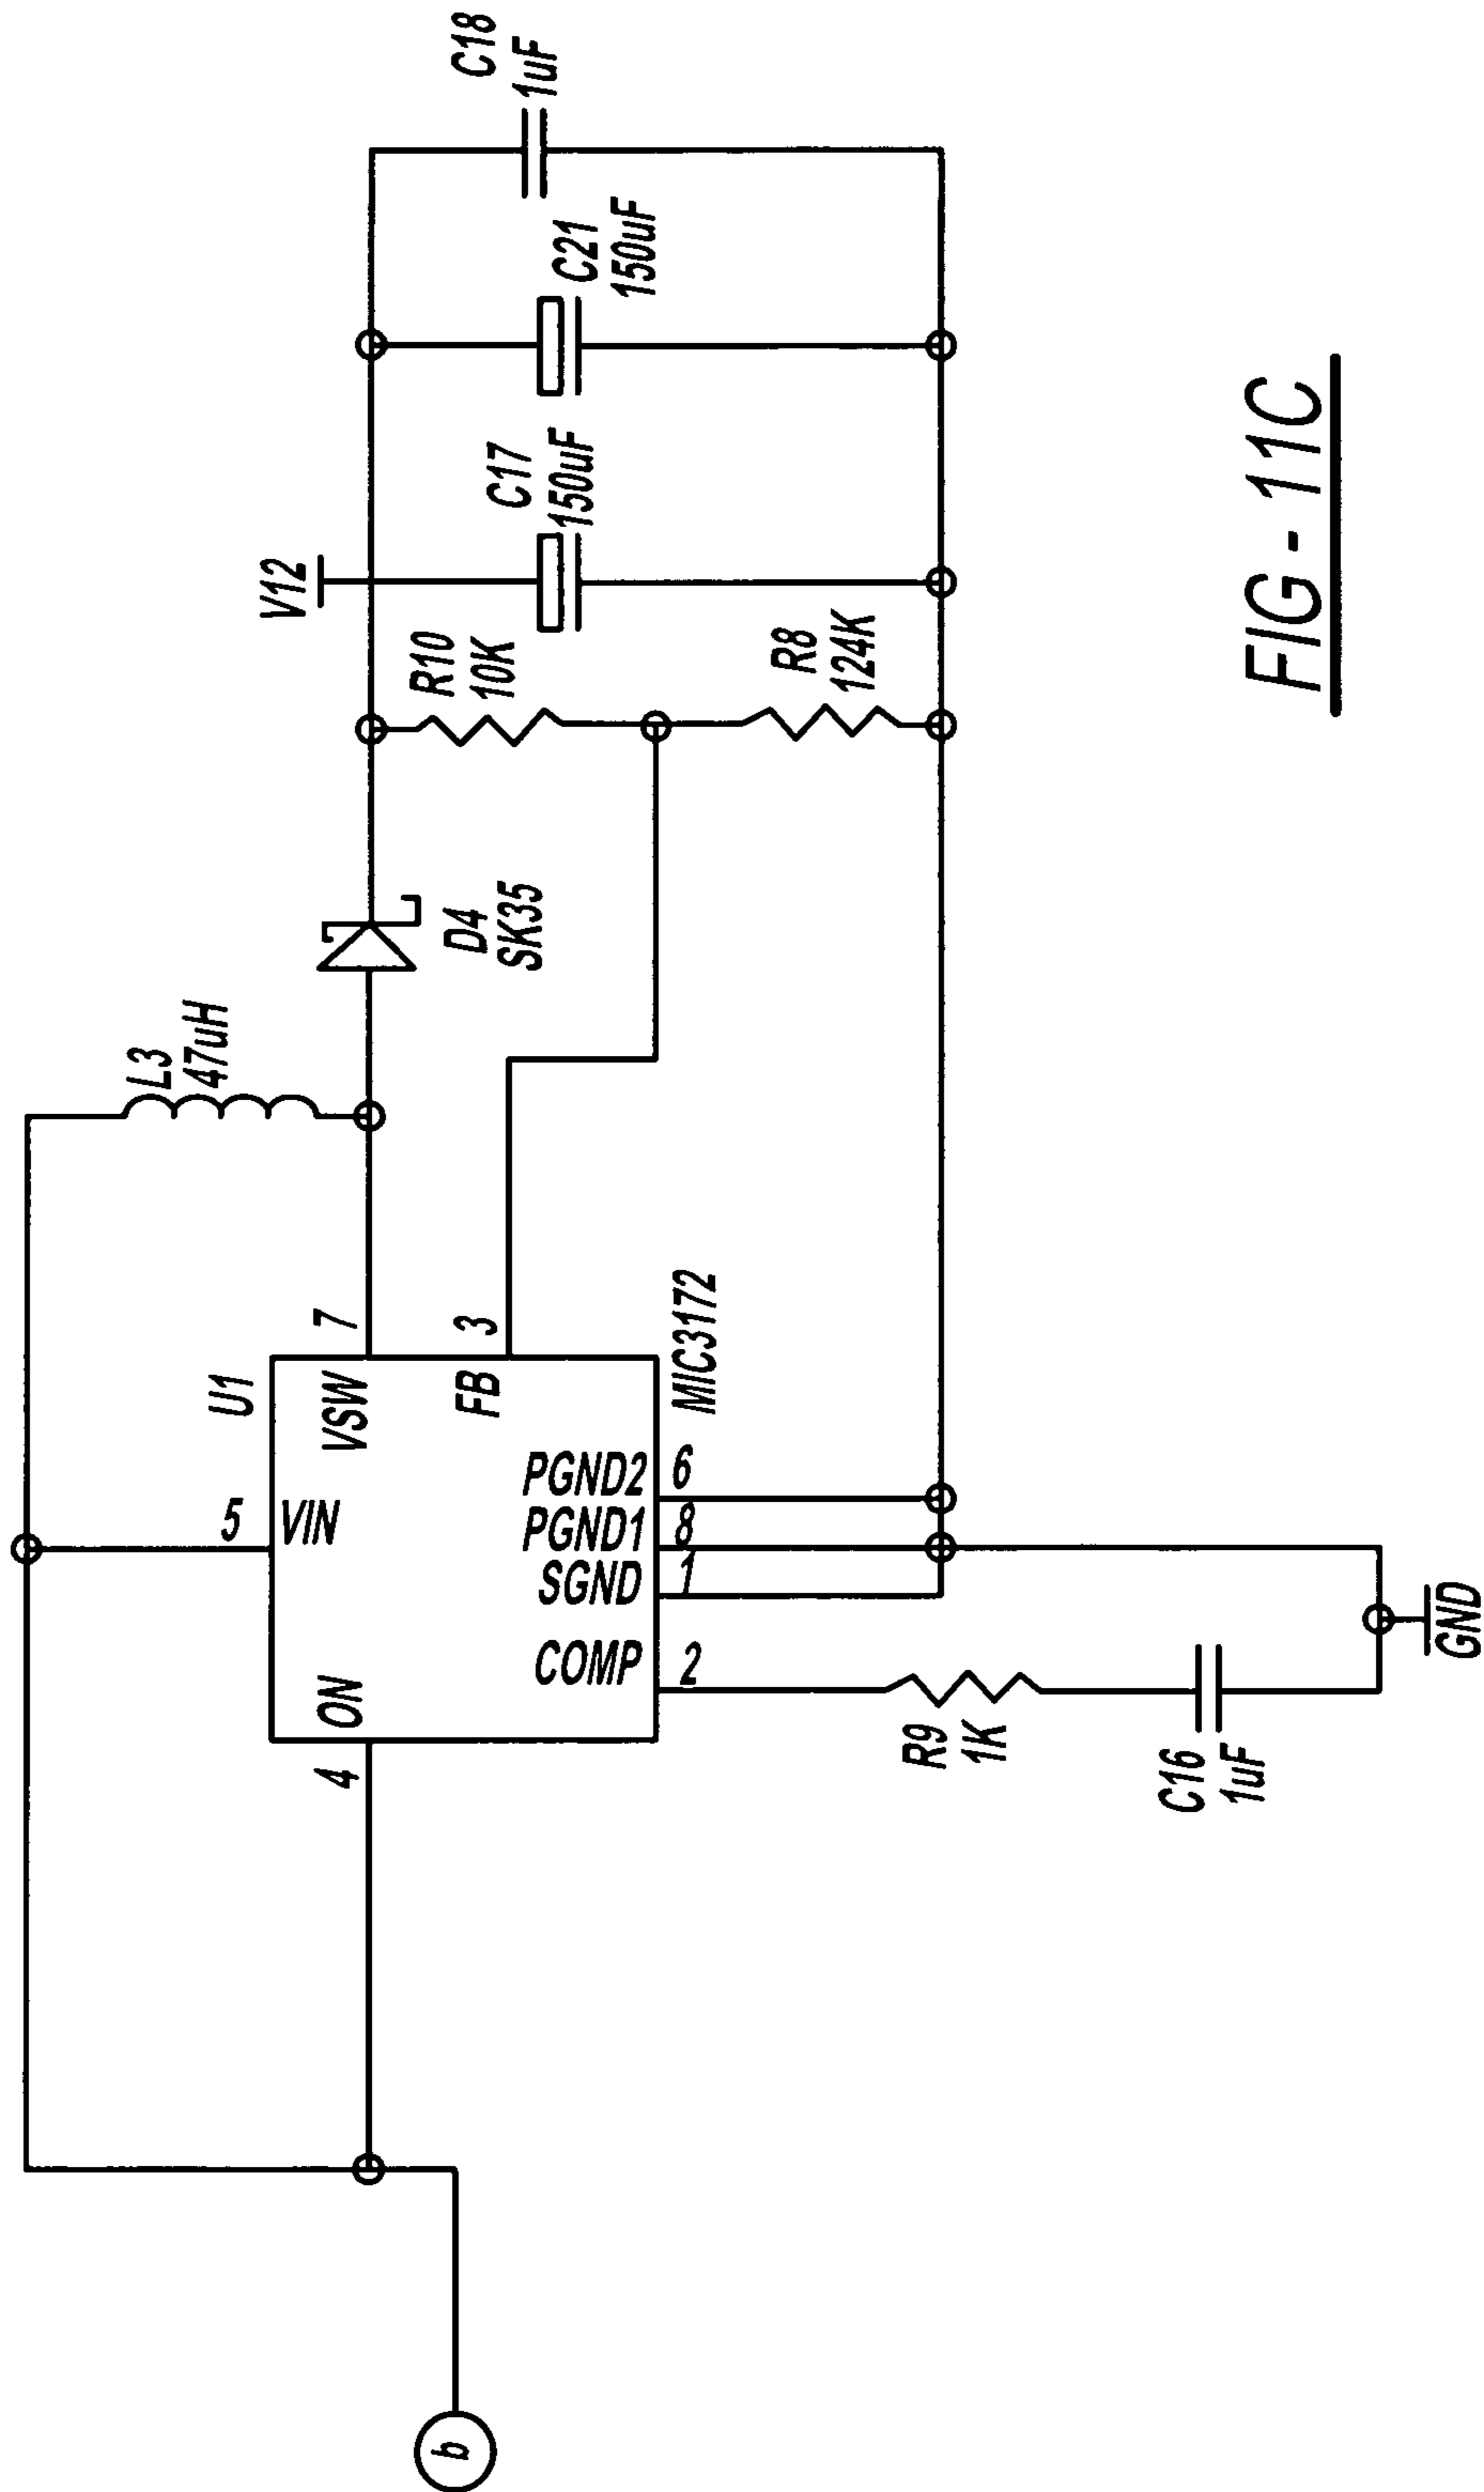 C18
1uF
C21
150uF
C17
150uF
V12
R10
10K
R8
124K
D4
SK35
L3
47uH
U1
MIC3172
7
VSW
3
FB
5
VIN
PGND2
6
PGND1
8
SGND
1
COMP
2
ON
4
R9
1K
C16
1uF
GND
b
FIG - 11C